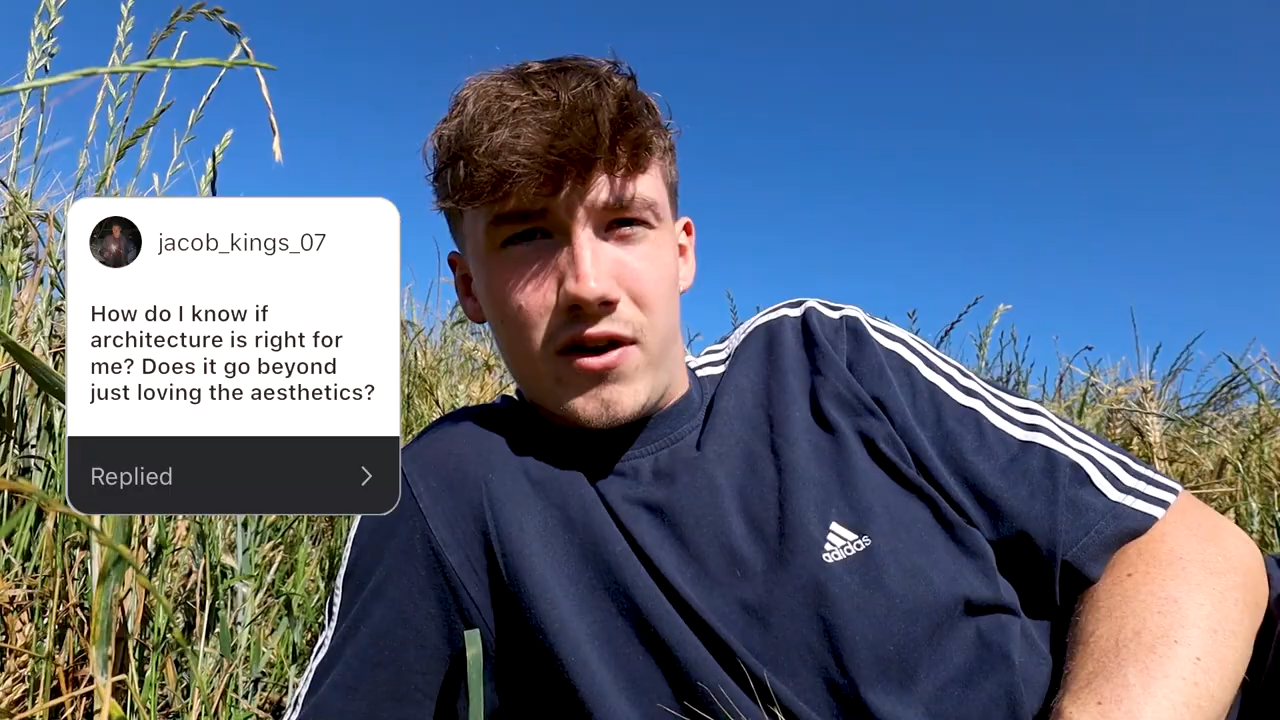 jacob_kings_07
How do I know if
architecture is right for
me? Does it go beyond
just loving the aesthetics?
Replied
adidas